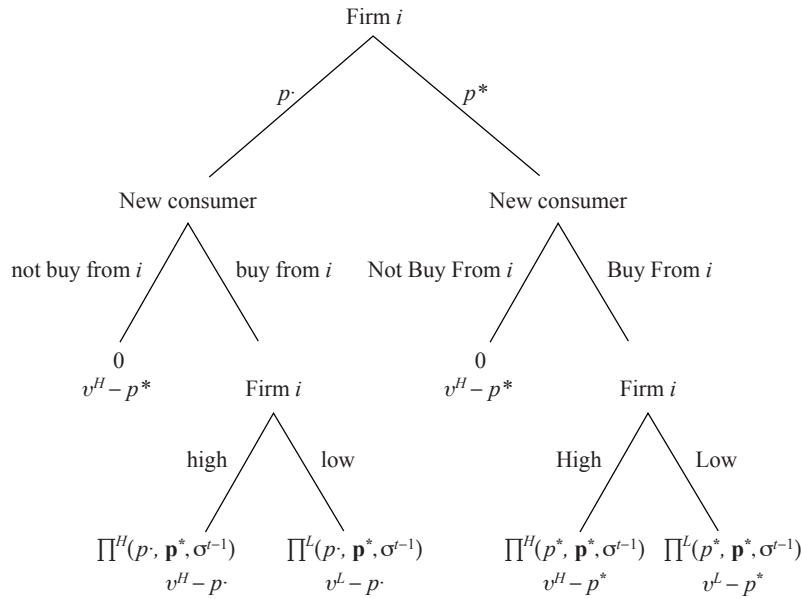 Firm i
p· p*
New consumer New consumer
not buy from i buy from i Not Buy From i Buy From i
0 0
v^H – p* v^H – p*
Firm i Firm i
high low High Low
∏^H(p·, p*, σ^{t–1}) ∏^L(p·, p*, σ^{t–1}) ∏^H(p*, p*, σ^{t–1}) ∏^L(p*, p*, σ^{t–1})
v^H – p· v^L – p· v^H – p* v^L – p*